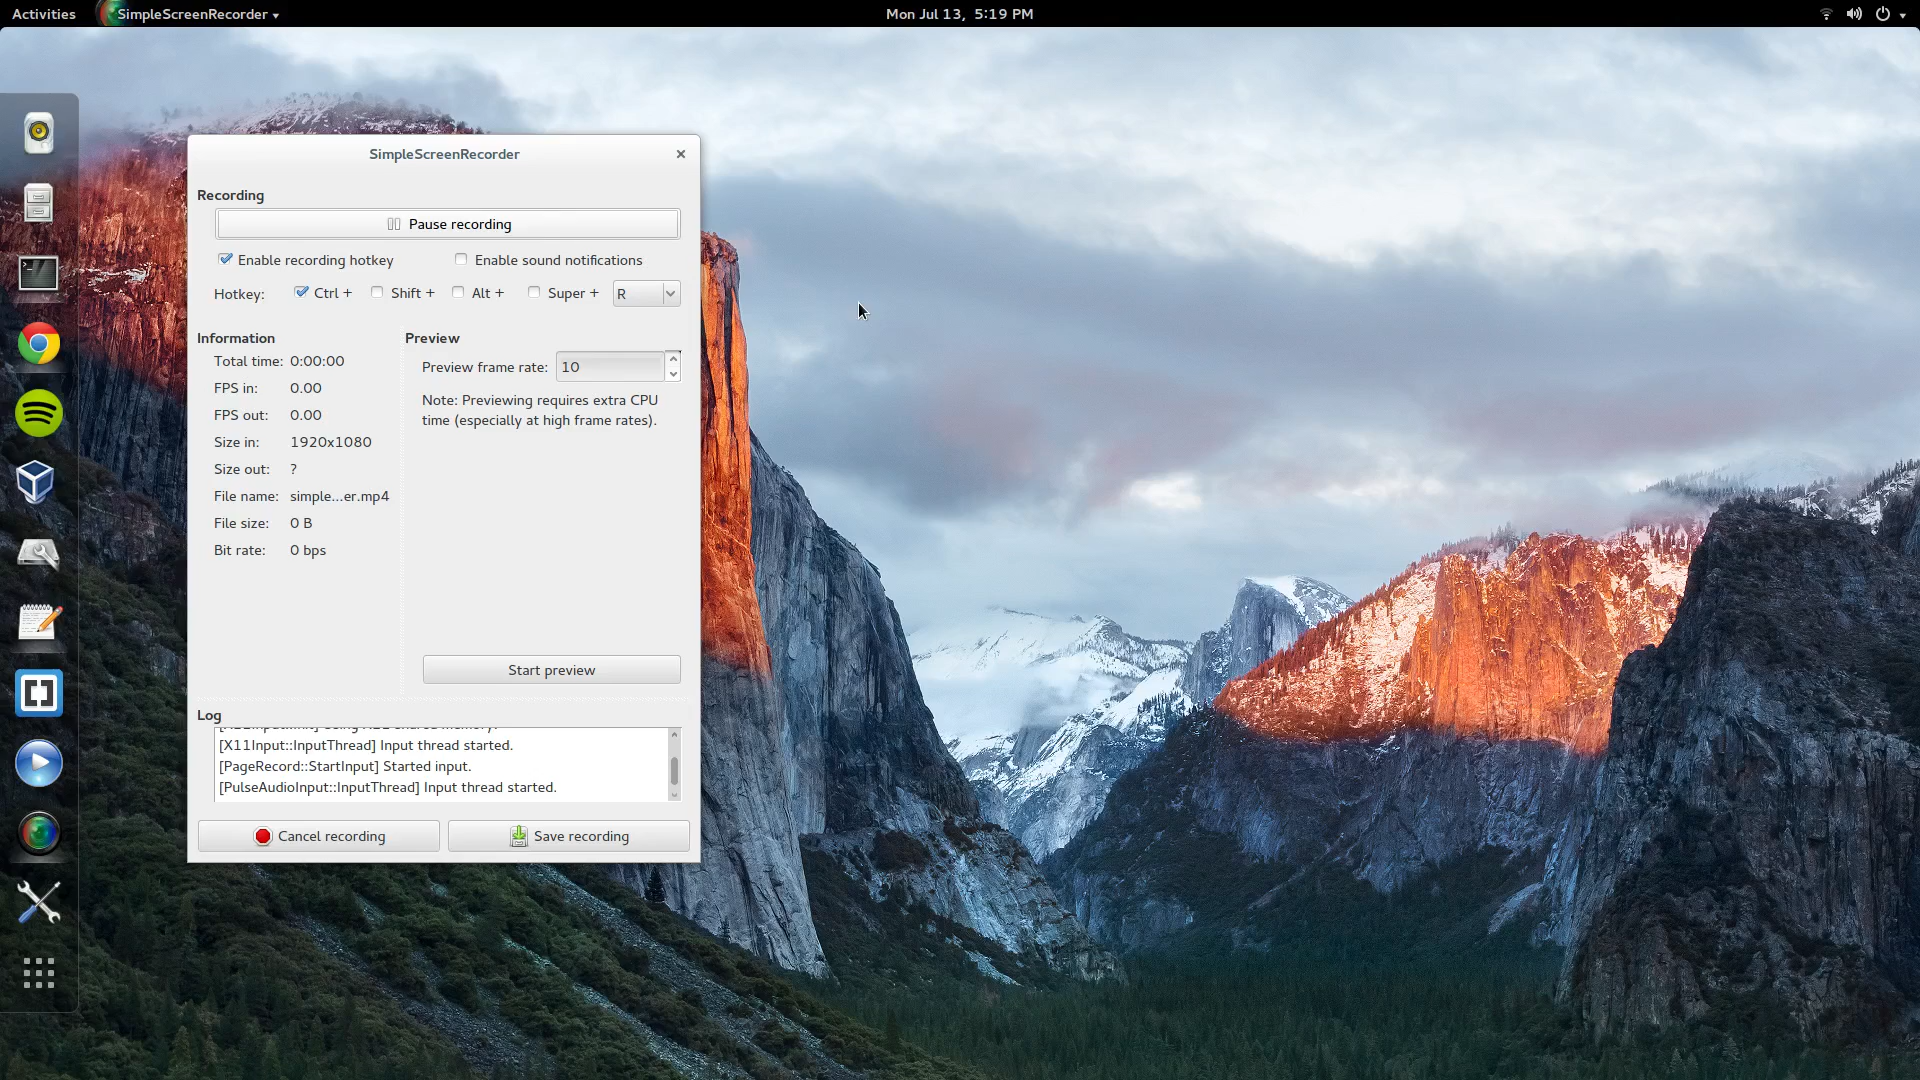 Activities SimpleScreenRecorder Mon Jul 13, 5:19 PM
SimpleScreenRecorder
Recording
Pause recording
Enable recording hotkey Enable sound notifications
Hotkey: Ctrl + Shift + Alt + Super + R
Information
Total time: 0:00:00
FPS in: 0.00
FPS out: 0.00
Size in: 1920x1080
Size out: ?
File name: simple...er.mp4
File size: 0 B
Bit rate: 0 bps
Preview
Preview frame rate: 10
Note: Previewing requires extra CPU
time (especially at high frame rates).
Start preview
Log
[X11Input::InputThread] Input thread started.
[PageRecord::StartInput] Started input.
[PulseAudioInput::InputThread] Input thread started.
Cancel recording Save recording